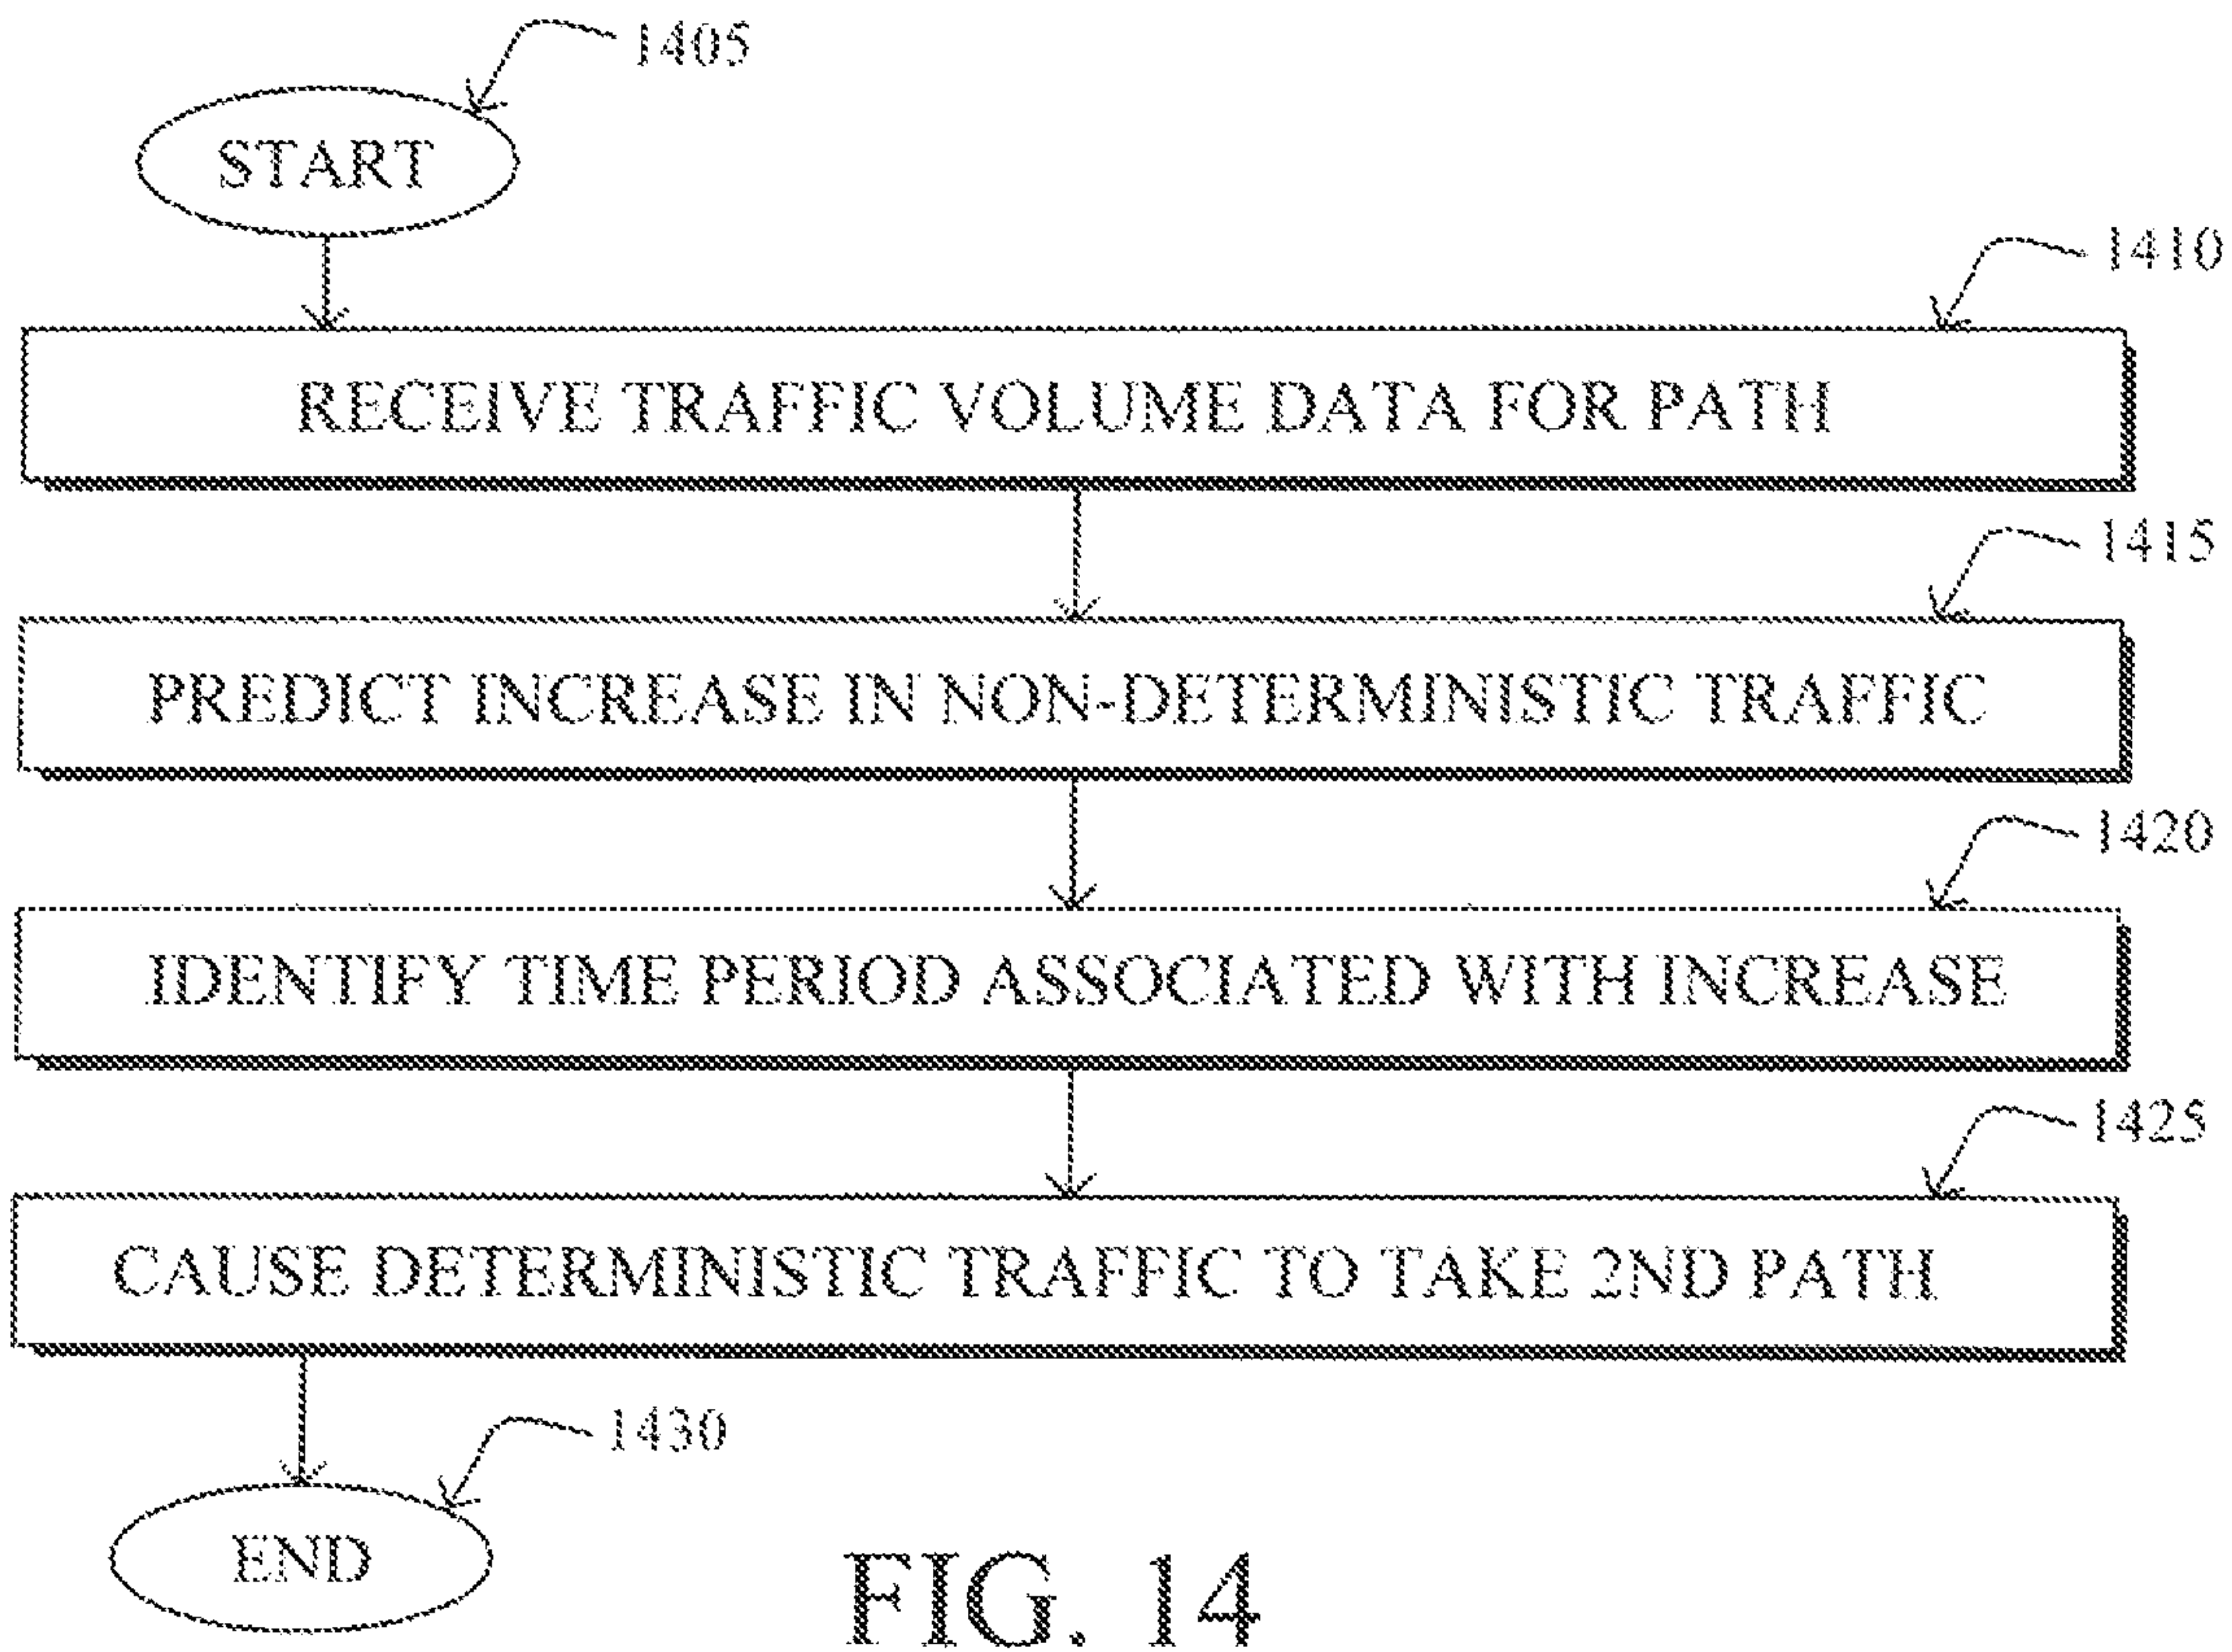 1405
START
1410
RECEIVE TRAFFIC VOLUME DATA FOR PATH
1415
PREDICT INCREASE IN NON-DETERMINISTIC TRAFFIC
1420
IDENTIFY TIME PERIOD ASSOCIATED WITH INCREASE
1425
CAUSE DETERMINISTIC TRAFFIC TO TAKE 2ND PATH
1430
END
FIG. 14